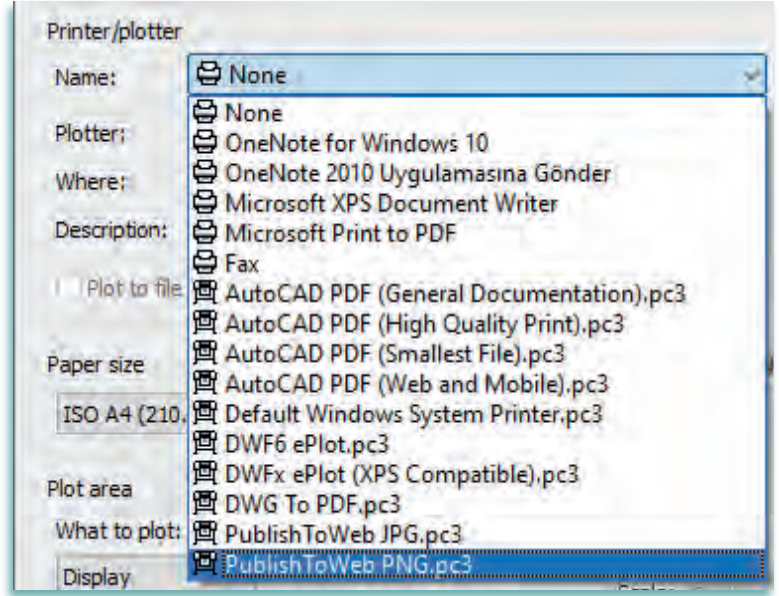 Printer/plotter
Name:
None
None
Plotter:
OneNote for Windows 10
Where:
OneNote 2010 Uygulamasına Gönder
Microsoft XPS Document Writer
Description:
Microsoft Print to PDF
Fax
Plot to file
AutoCAD PDF (General Documentation).pc3
AutoCAD PDF (High Quality Print).pc3
Paper size
AutoCAD PDF (Smallest File).pc3
AutoCAD PDF (Web and Mobile).pc3
ISO A4 (210.
Default Windows System Printer.pc3
DWF6 ePlot.pc3
DWFx ePlot (XPS Compatible).pc3
Plot area
DWG To PDF.pc3
What to plot:
PublishToWeb JPG.pc3
PublishToWeb PNG.pc3
Display